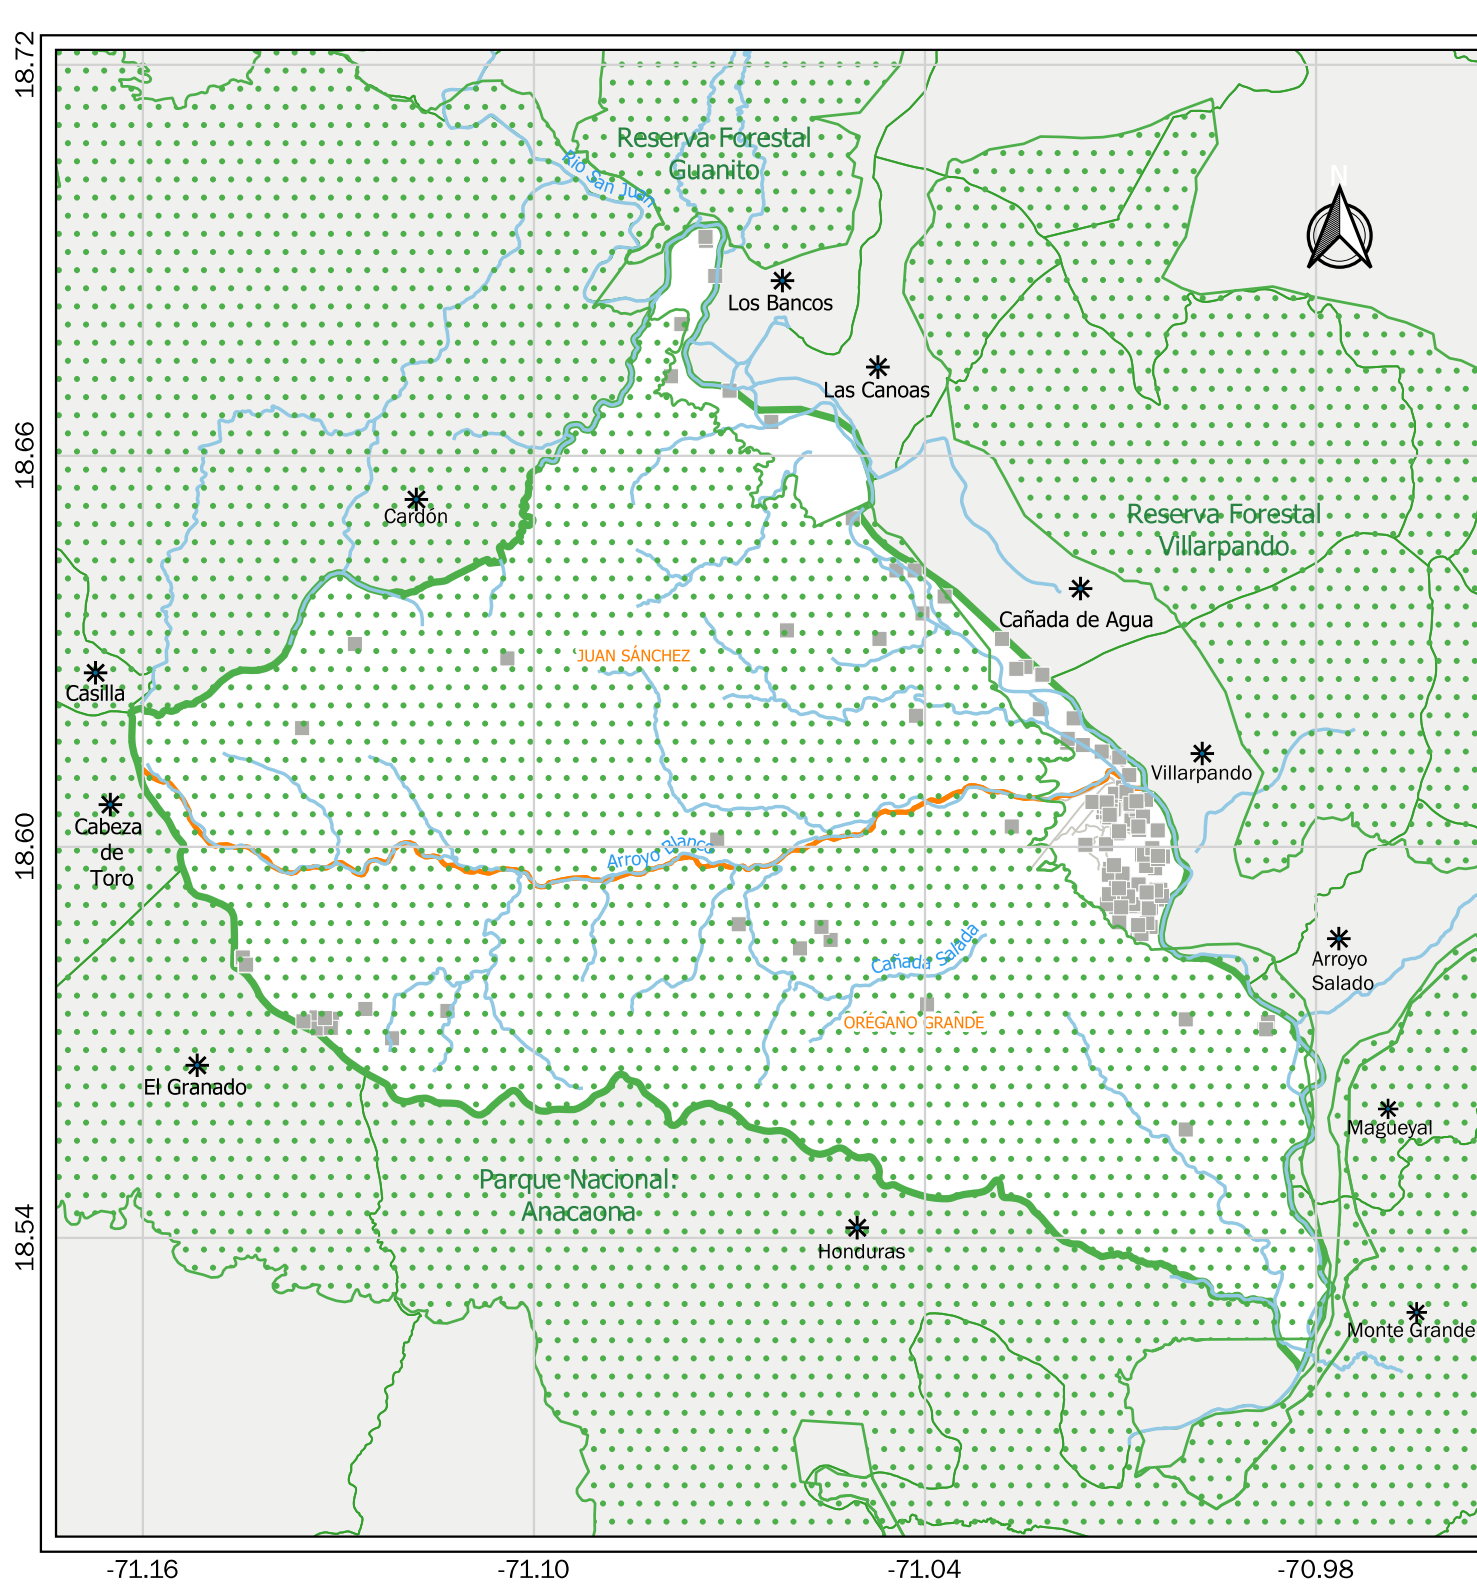 18.72
Reserva Forestal
Guanito
Río San Juan
N
Los Bancos
Las Canoas
18.66
Cardón
Reserva Forestal
Villarpando
Cañada de Agua
JUAN SÁNCHEZ
Casilla
Villarpando
Cabeza
de
Toro
18.60
Arroyo Blanco
Cañada Salada
Arroyo
Salado
ORÉGANO GRANDE
El Granado
Magueyal
Parque Nacional
Anacaona
18.54
Honduras
Monte Grande
-71.16
-71.10
-71.04
-70.98